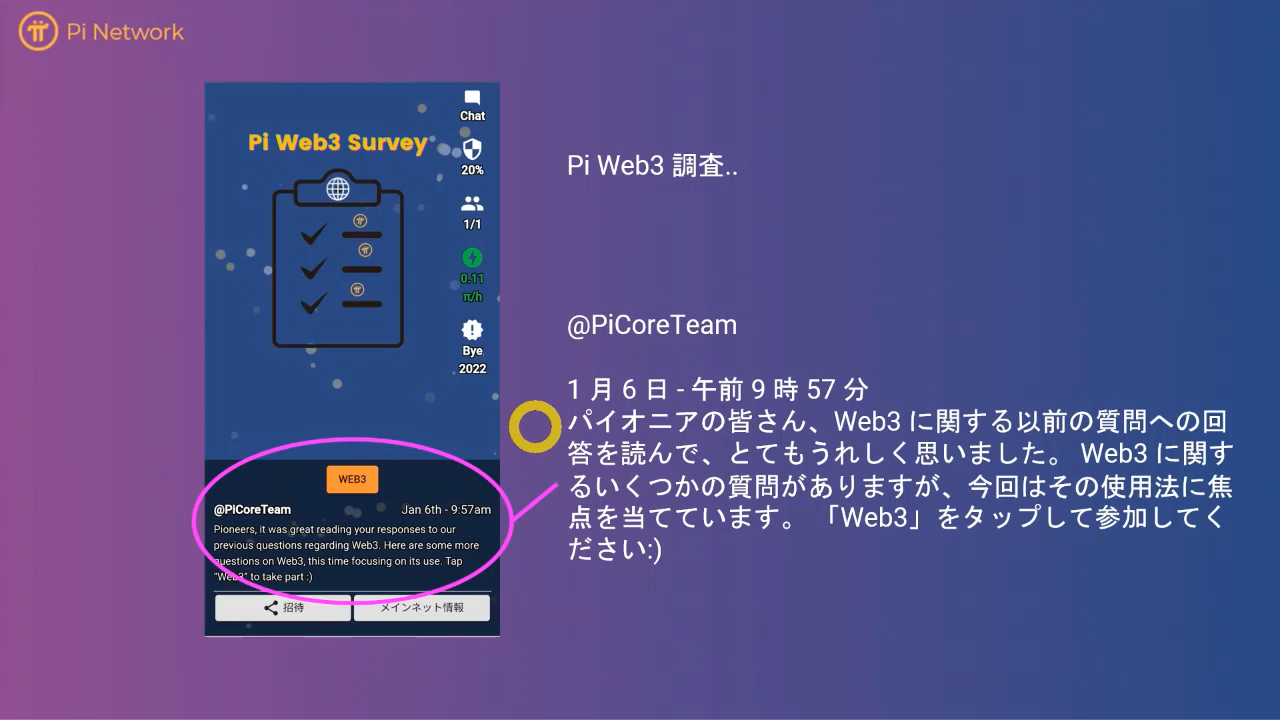 Pi Network
Chat
Pi Web3 Survey
20%
1/1
0.11
π/h
Bye
2022
WEB3
@PiCoreTeam Jan 6th - 9:57am
Pioneers, it was great reading your responses to our
previous questions regarding Web3. Here are some more
questions on Web3, this time focusing on its use. Tap
"Web3" to take part :)
招待 メインネット情報
Pi Web3 調査..
@PiCoreTeam
1 月 6 日 - 午前 9 時 57 分
パイオニアの皆さん、Web3 に関する以前の質問への回
答を読んで、とてもうれしく思いました。 Web3 に関す
るいくつかの質問がありますが、今回はその使用法に焦
点を当てています。 「Web3」をタップして参加してく
ださい:)